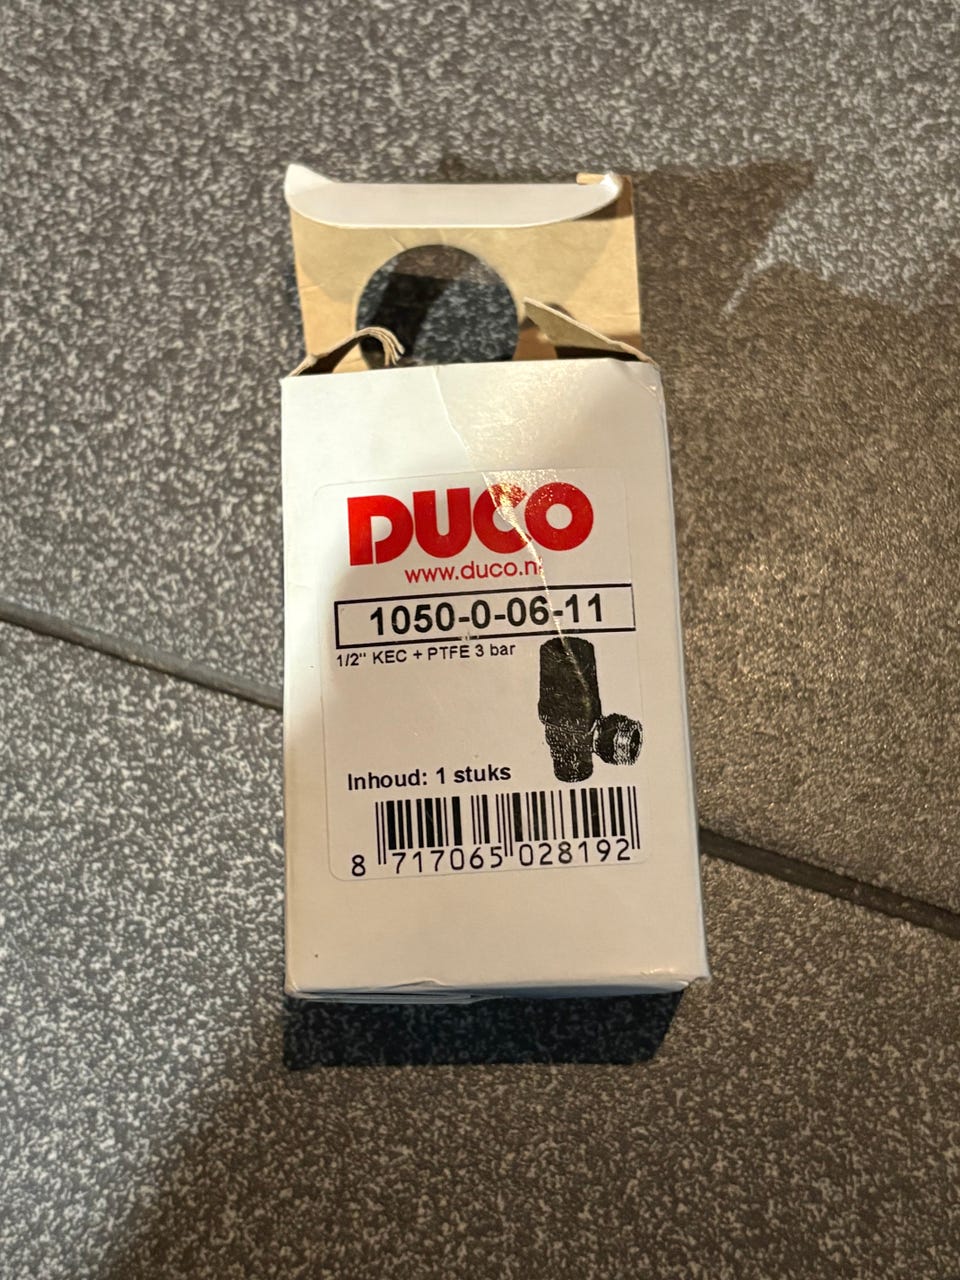 DUCO
www.duco.nl
1050-0-06-11
1/2" KEC + PTFE 3 bar
Inhoud: 1 stuks
8 717065 028192